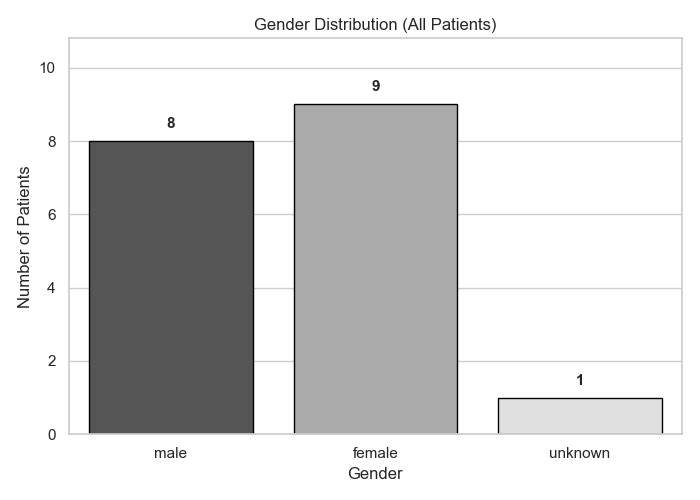 Gender Distribution (All Patients)
Number of Patients
10
8
6
4
2
0
8
9
1
male
female
unknown
Gender